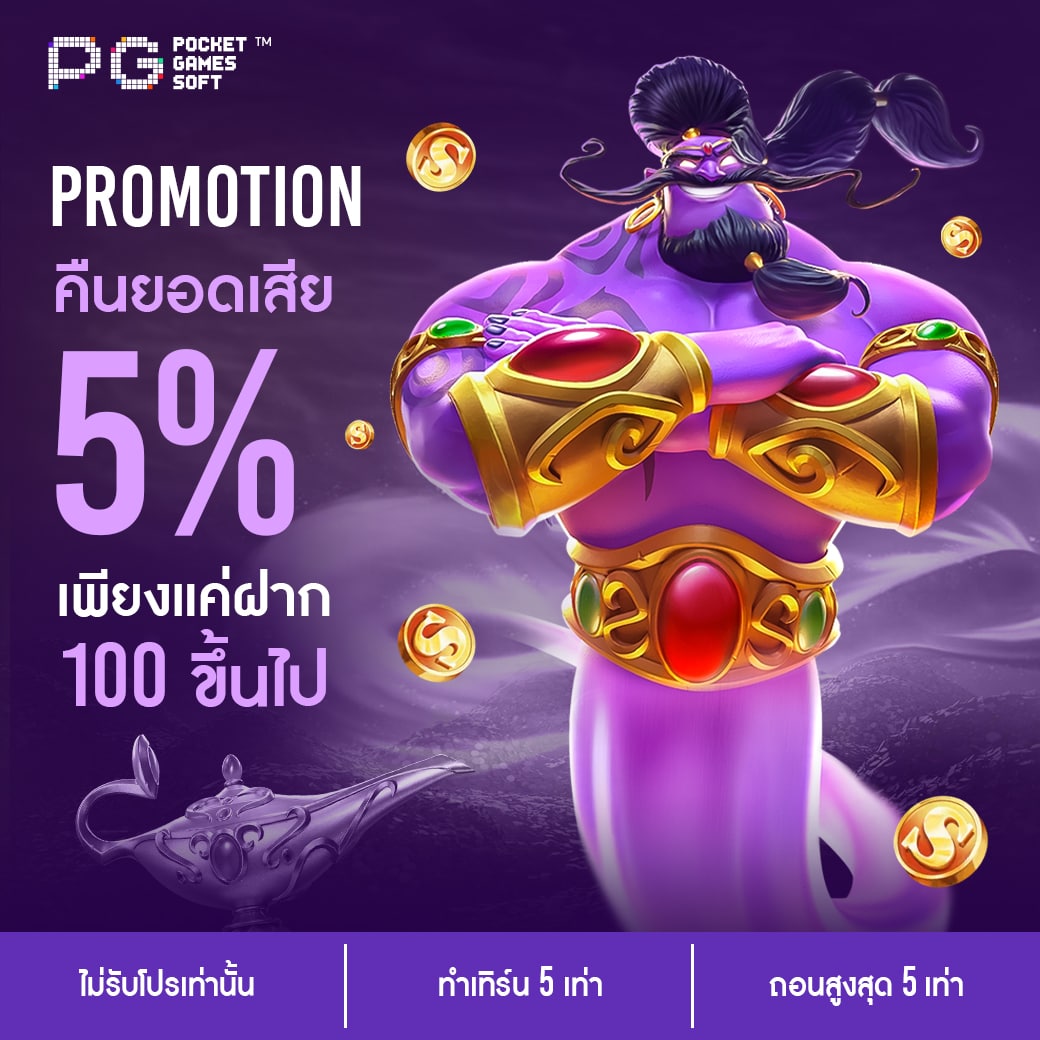 PG POCKET GAMES SOFT ™
PROMOTION
คืนยอดเสีย
5%
เพียงแค่ฝาก
100 ขึ้นไป
ไม่รับโปรเท่านั้น
ทำเทิร์น 5 เท่า
ถอนสูงสุด 5 เท่า